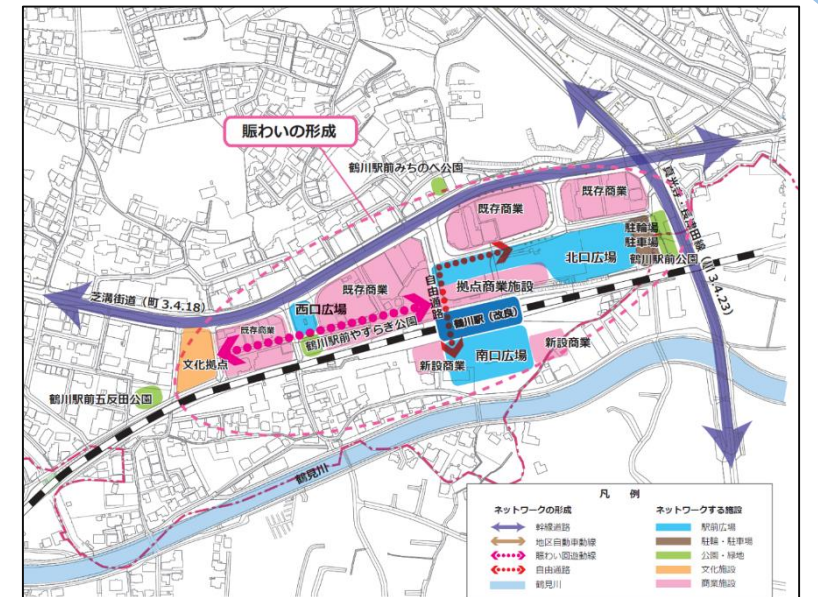 賑わいの形成
鶴川駅前みちのべ公園
既存商業
既存商業
真光寺・長津田線（川 3.4.23）
駐輪場
駐車場
北口広場
鶴川駅前公園
既存商業
自由通路
拠点商業施設
芝溝街道（町 3.4.18）
西口広場
既存商業
鶴川駅（改良）
鶴川駅前やすらぎ公園
文化拠点
新設商業
南口広場
新設商業
鶴川駅前五反田公園
鶴見川
凡 例
ネットワークの形成
幹線道路
地区自動車動線
賑わい回遊動線
自由通路
鶴見川
ネットワークする施設
駅前広場
駐輪・駐車場
公園・緑地
文化施設
商業施設